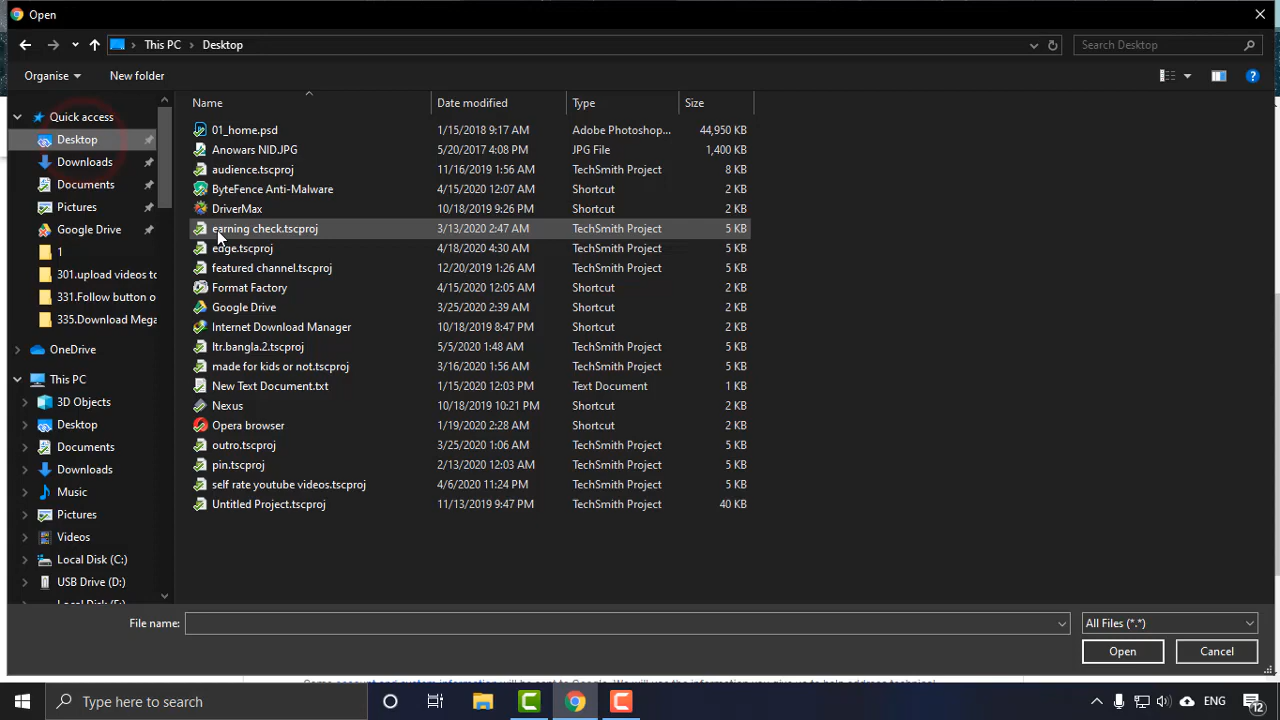 Open
This PC > Desktop
Search Desktop
Organise
New folder
Name
Date modified
Type
Size
Quick access
Desktop
Downloads
Documents
Pictures
Google Drive
1
301.upload videos to
331.Follow button o
335.Download Mega
OneDrive
This PC
3D Objects
Desktop
Documents
Downloads
Music
Pictures
Videos
Local Disk (C:)
USB Drive (D:)
01_home.psd 1/15/2018 9:17 AM Adobe Photoshop... 44,950 KB
Anowars NID.JPG 5/20/2017 4:08 PM JPG File 1,400 KB
audience.tscproj 11/16/2019 1:56 AM TechSmith Project 8 KB
ByteFence Anti-Malware 4/15/2020 12:07 AM Shortcut 2 KB
DriverMax 10/18/2019 9:26 PM Shortcut 2 KB
earning check.tscproj 3/13/2020 2:47 AM TechSmith Project 5 KB
edge.tscproj 4/18/2020 4:30 AM TechSmith Project 5 KB
featured channel.tscproj 12/20/2019 1:26 AM TechSmith Project 5 KB
Format Factory 4/15/2020 12:05 AM Shortcut 2 KB
Google Drive 3/25/2020 2:39 AM Shortcut 2 KB
Internet Download Manager 10/18/2019 8:47 PM Shortcut 2 KB
ltr.bangla.2.tscproj 5/5/2020 1:48 AM TechSmith Project 5 KB
made for kids or not.tscproj 3/16/2020 1:56 AM TechSmith Project 5 KB
New Text Document.txt 1/15/2020 12:03 PM Text Document 1 KB
Nexus 10/18/2019 10:21 PM Shortcut 2 KB
Opera browser 1/19/2020 2:28 AM Shortcut 2 KB
outro.tscproj 3/25/2020 1:06 AM TechSmith Project 5 KB
pin.tscproj 2/13/2020 12:03 AM TechSmith Project 5 KB
self rate youtube videos.tscproj 4/6/2020 11:24 PM TechSmith Project 5 KB
Untitled Project.tscproj 11/13/2019 9:47 PM TechSmith Project 40 KB
File name:
All Files (*.*)
Open
Cancel
Type here to search
ENG
12